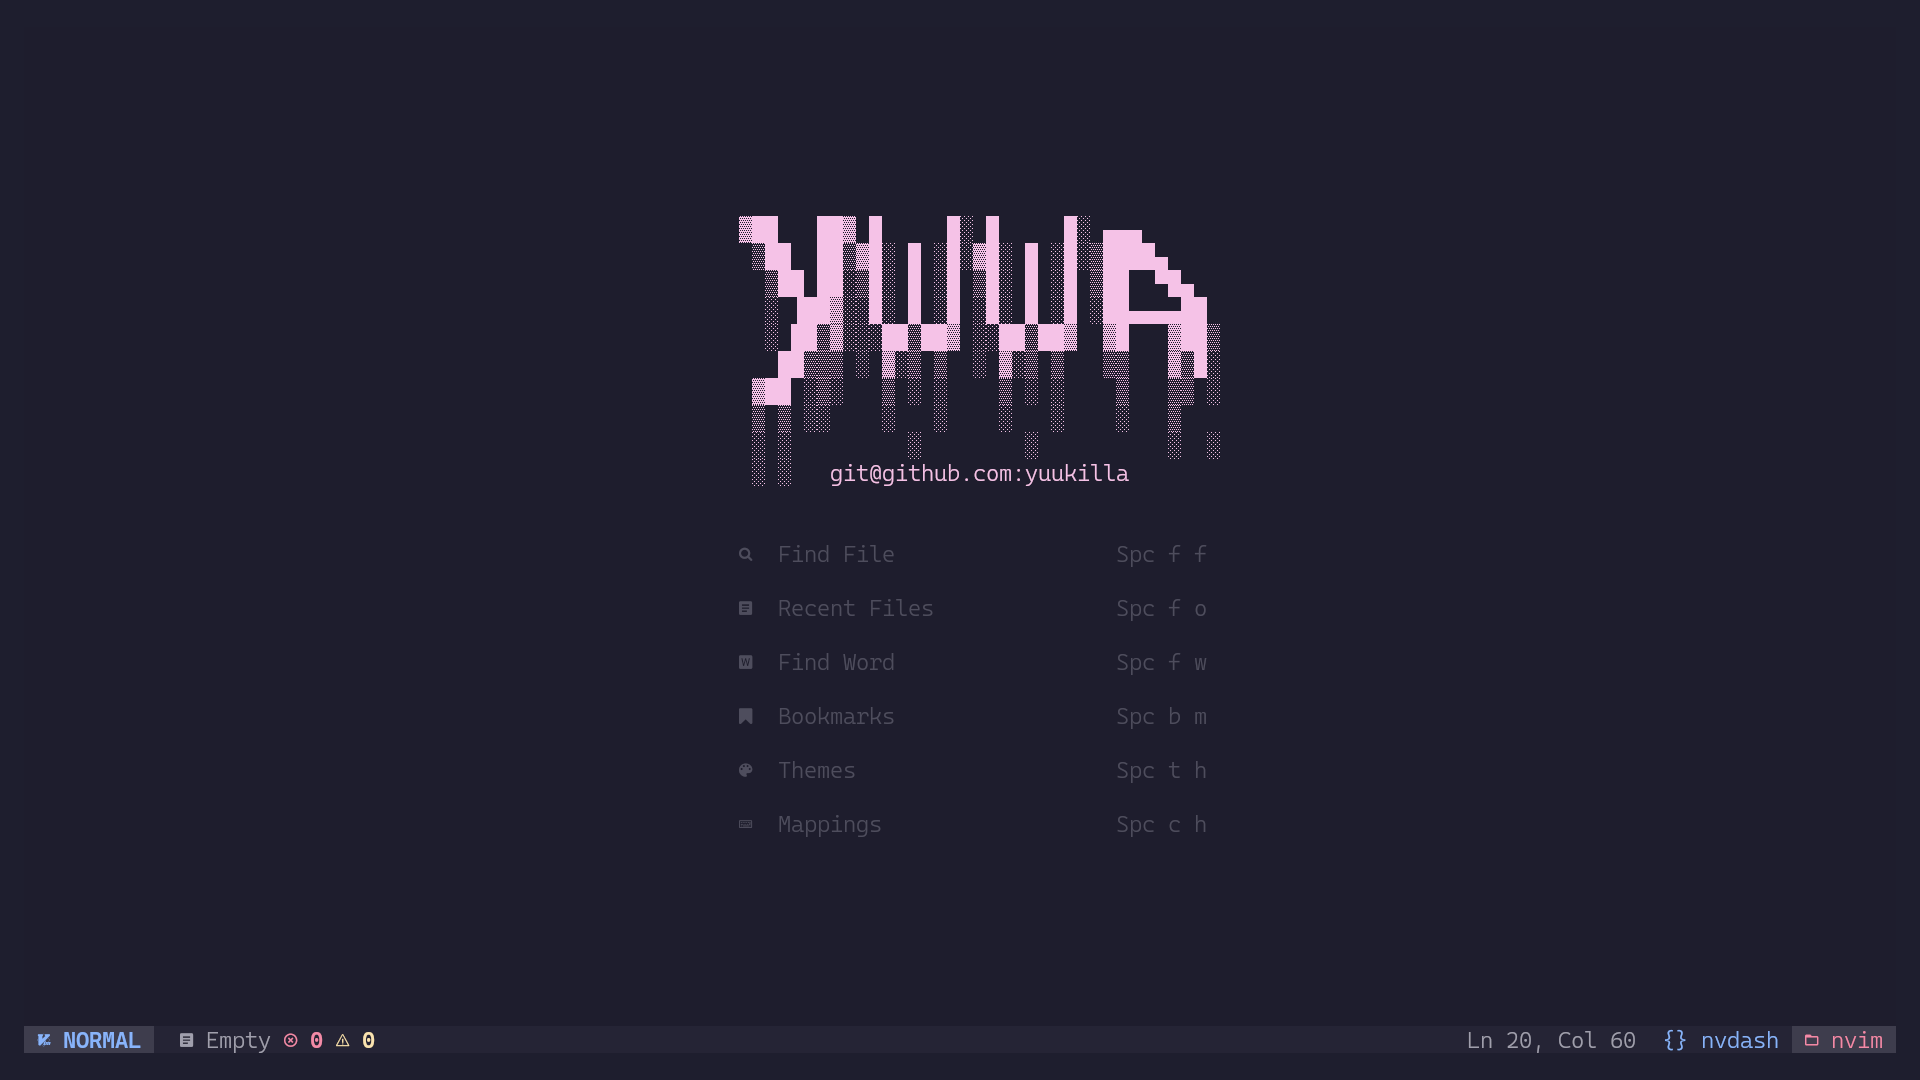 git@github.com:yuukilla
Find File Spc f f
Recent Files Spc f o
Find Word Spc f w
Bookmarks Spc b m
Themes Spc t h
Mappings Spc c h
NORMAL Empty 0 0 Ln 20, Col 60 {} nvdash nvim